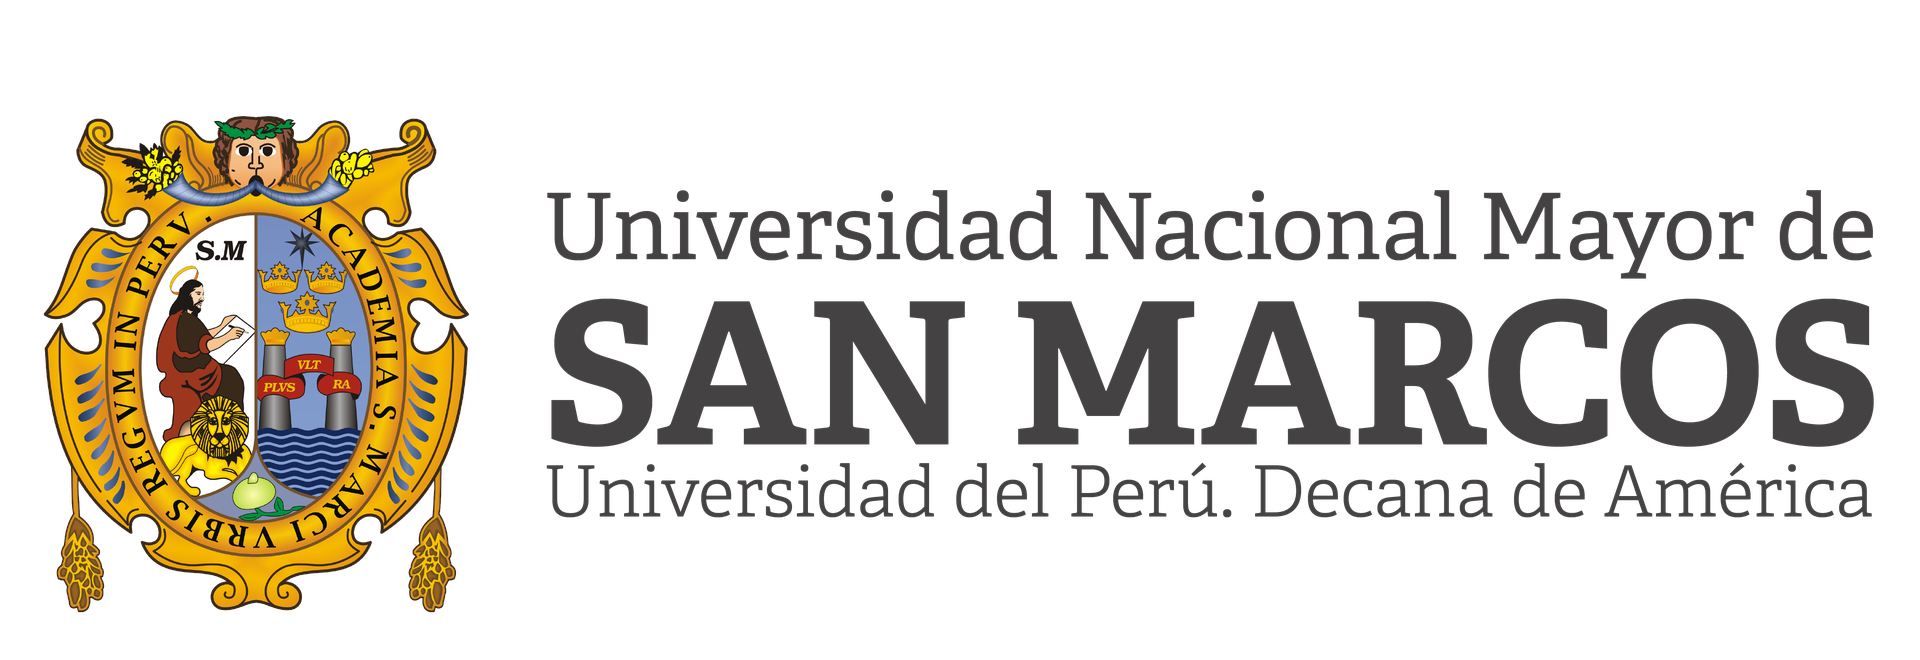 S.M
ACADEMIA S. MARCI VRBIS REGVM IN PERV.
PLVS VLT RA
Universidad Nacional Mayor de
SAN MARCOS
Universidad del Perú. Decana de América